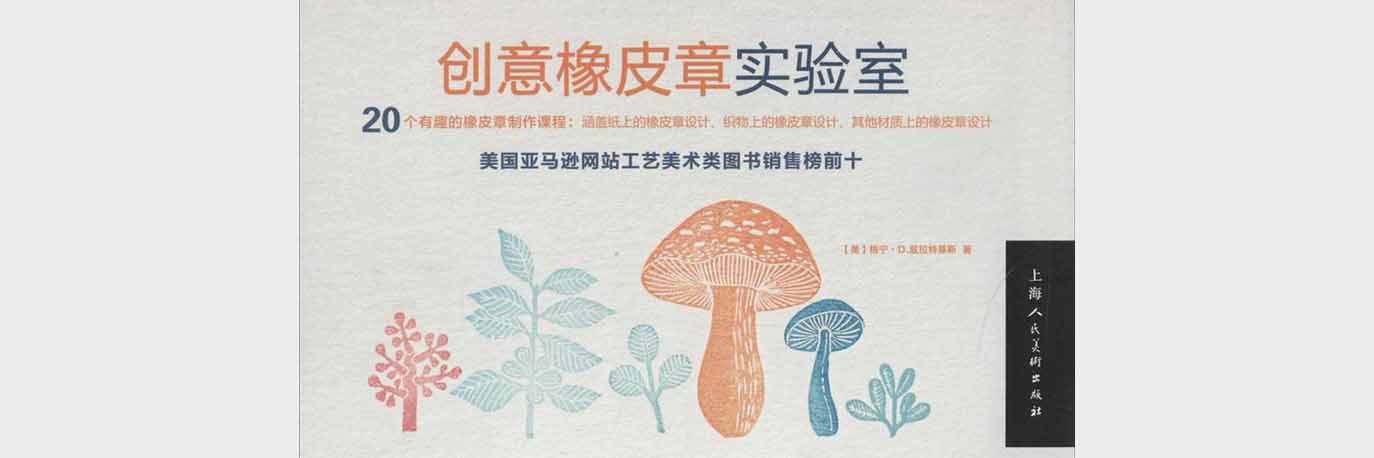 创意橡皮章实验室
20个有趣的橡皮章制作课程：涵盖纸上的橡皮章设计、织物上的橡皮章设计、其他材质上的橡皮章设计
美国亚马逊网站工艺美术类图书销售榜前十
【美】格宁·D.兹拉特基斯 著
上海人民美術出版社